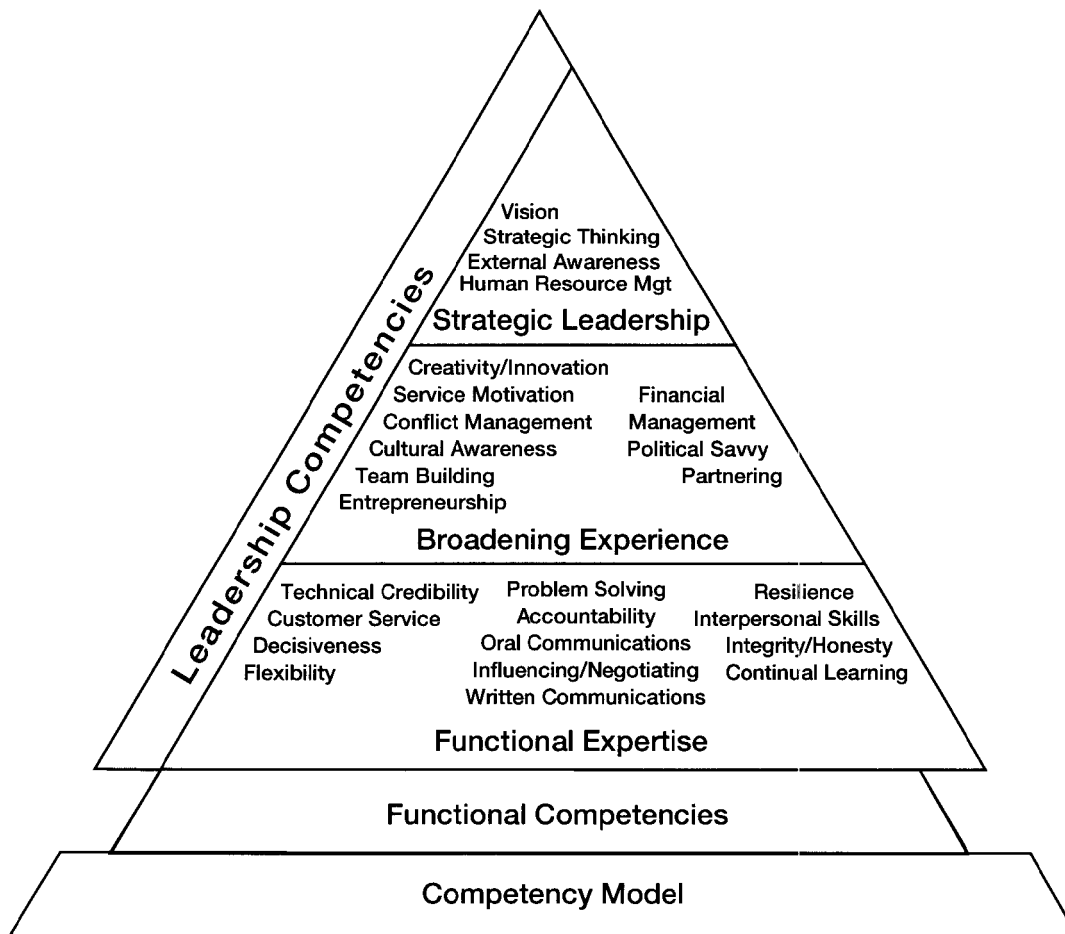 Leadership Competencies
Vision
Strategic Thinking
External Awareness
Human Resource Mgt
Strategic Leadership
Creativity/Innovation
Service Motivation
Conflict Management
Cultural Awareness
Team Building
Entrepreneurship
Financial
Management
Political Savvy
Partnering
Broadening Experience
Technical Credibility
Customer Service
Decisiveness
Flexibility
Problem Solving
Accountability
Oral Communications
Influencing/Negotiating
Written Communications
Resilience
Interpersonal Skills
Integrity/Honesty
Continual Learning
Functional Expertise
Functional Competencies
Competency Model